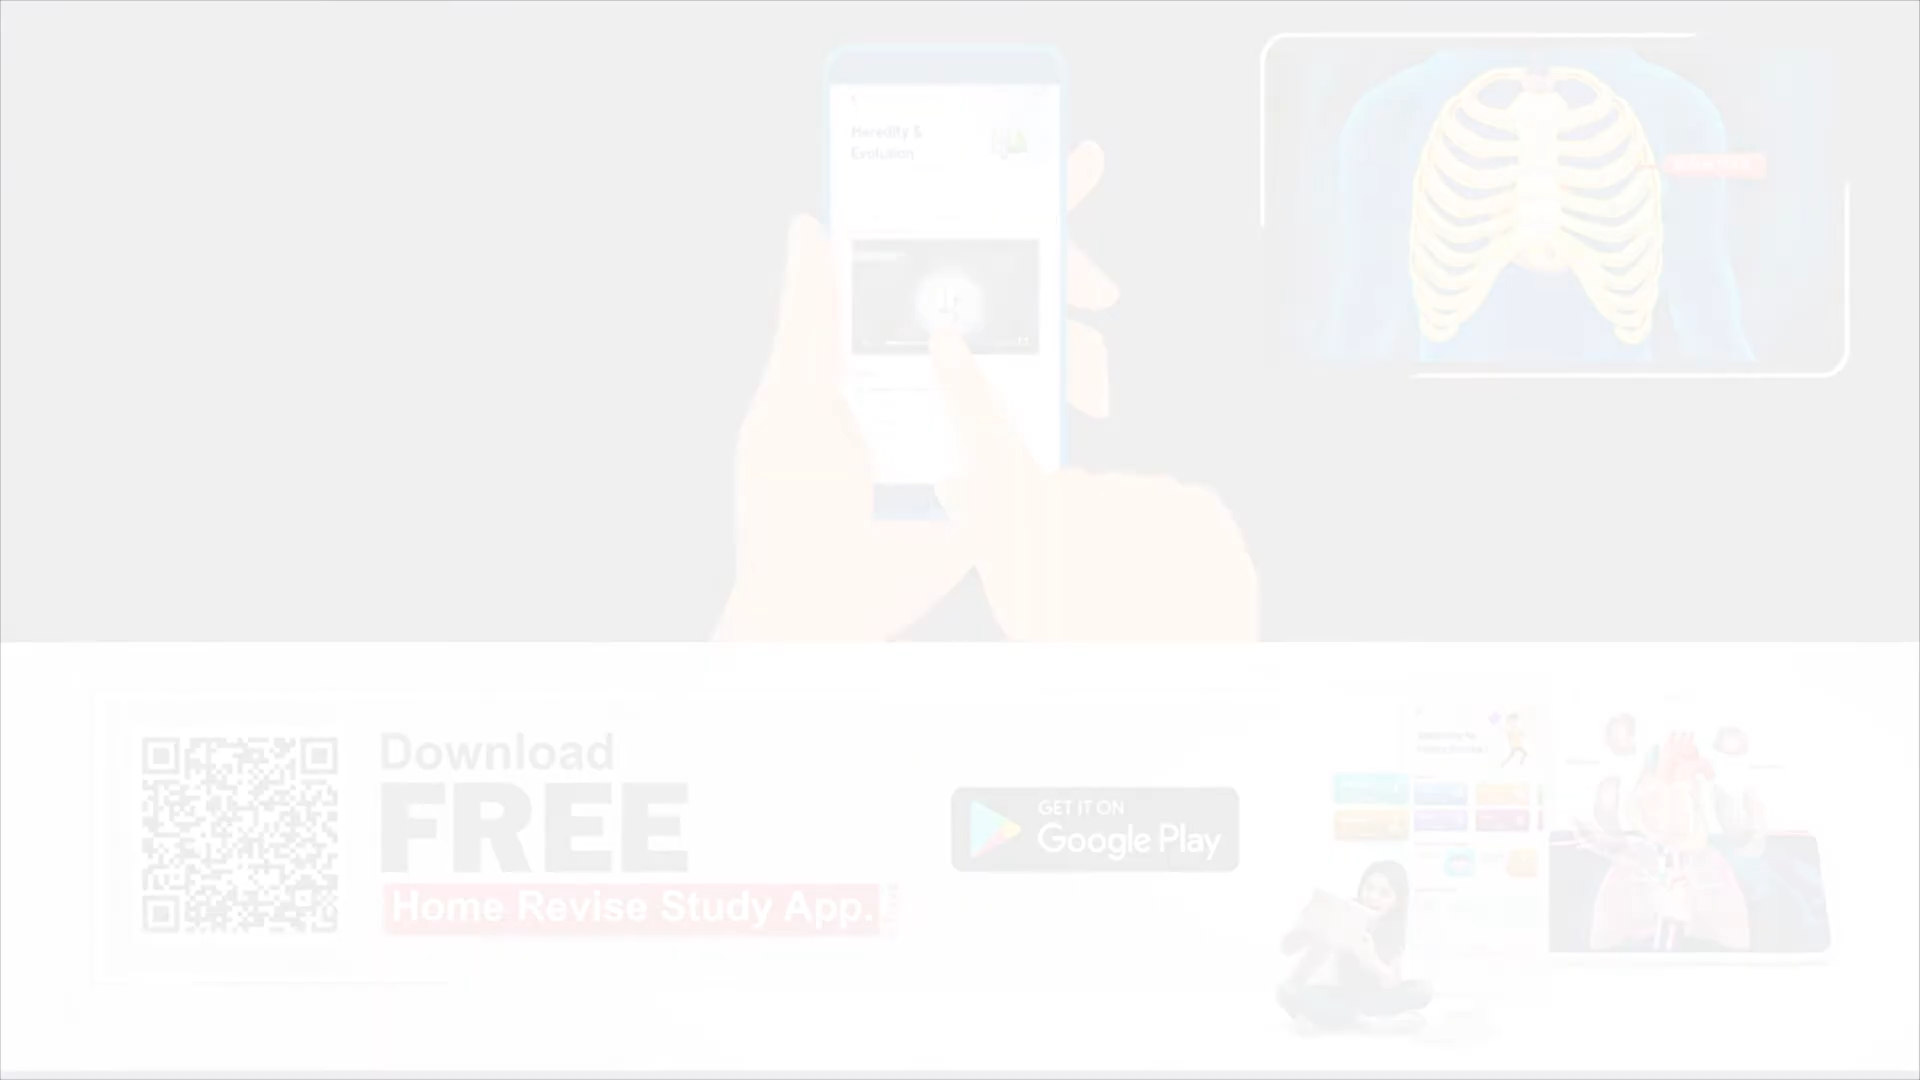 Heredity &
Evolution
Download
FREE
Home Revise Study App.
GET IT ON
Google Play